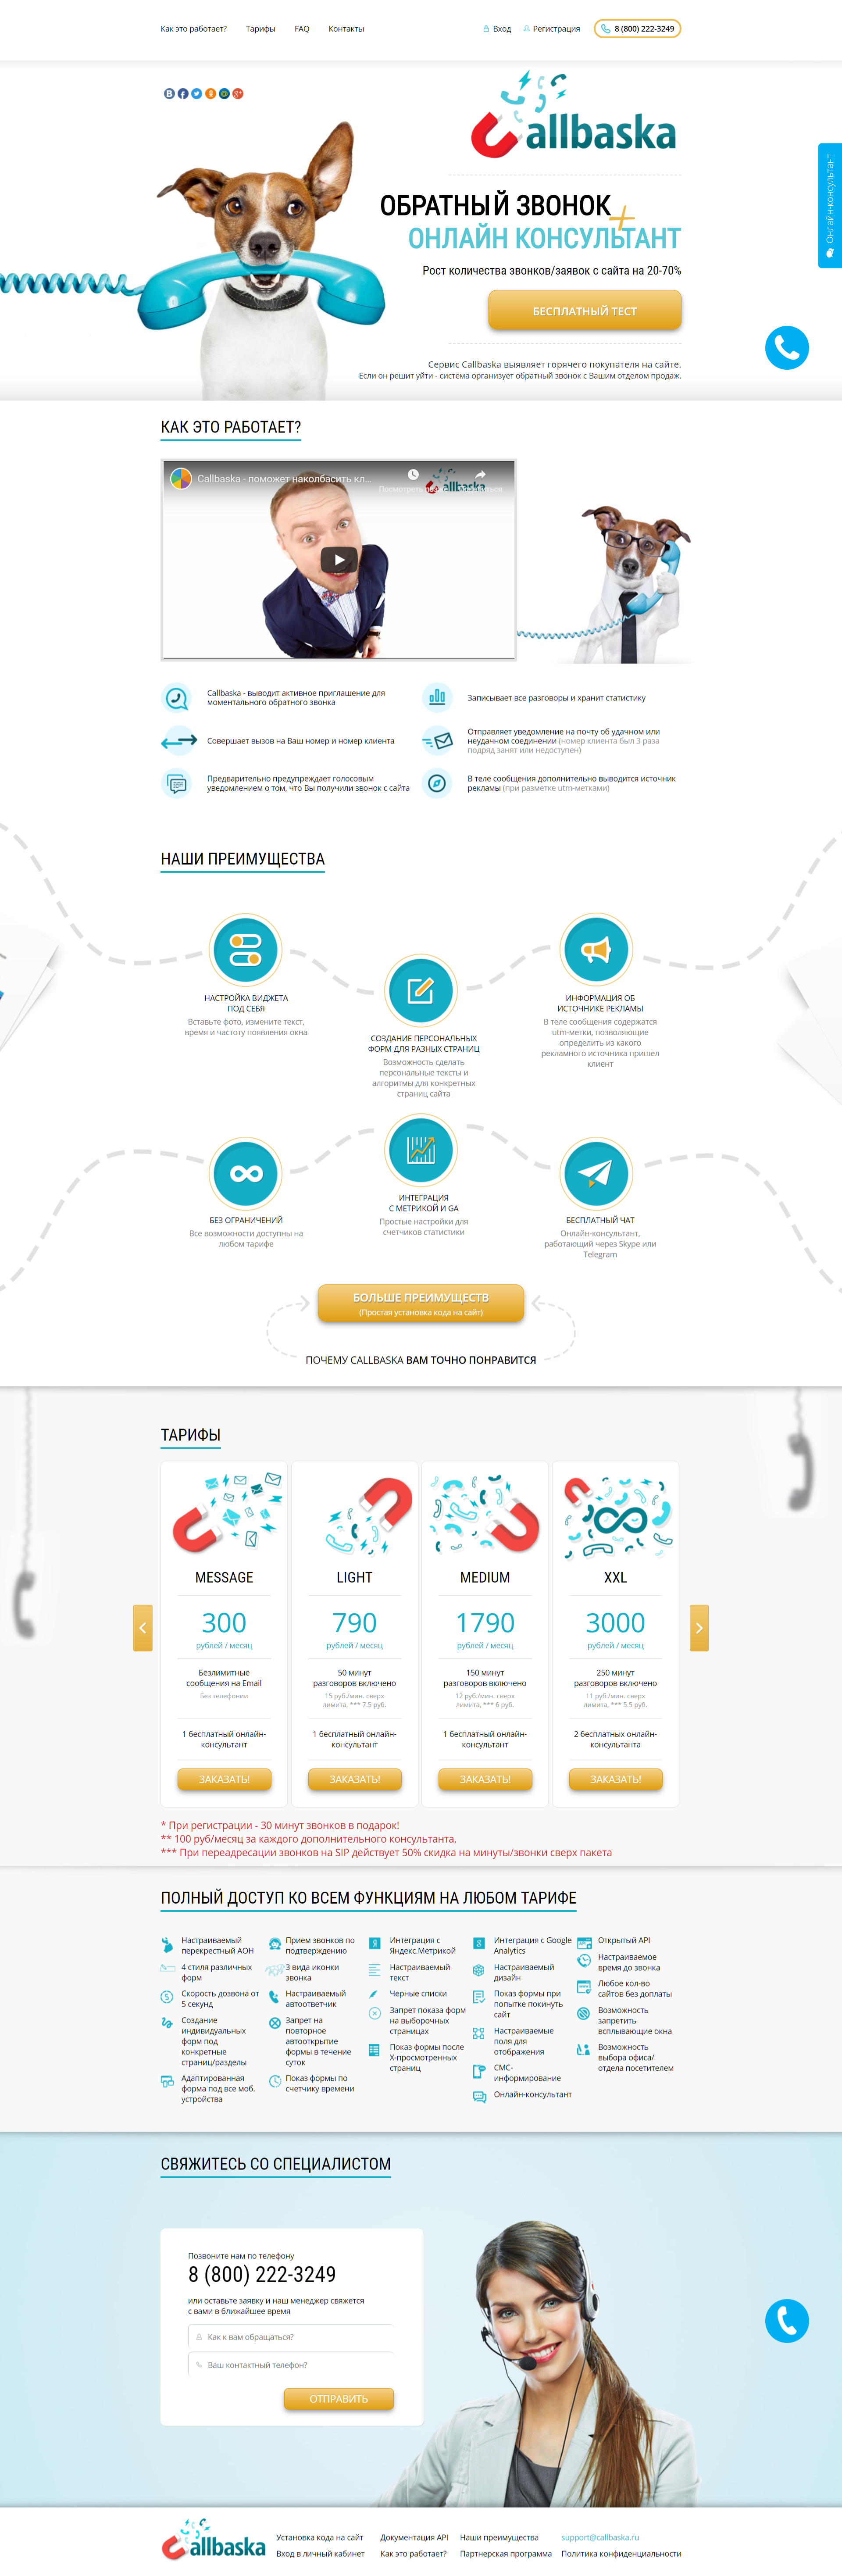 Как это работает?
Тарифы
FAQ
Контакты
Вход
Регистрация
8 (800) 222-3249
Callbaska
Онлайн-консультант
ОБРАТНЫЙ ЗВОНОК
ОНЛАЙН КОНСУЛЬТАНТ
Рост количества звонков/заявок с сайта на 20-70%
БЕСПЛАТНЫЙ ТЕСТ
Сервис Callbaska выявляет горячего покупателя на сайте.
Если он решит уйти - система организует обратный звонок с Вашим отделом продаж.
КАК ЭТО РАБОТАЕТ?
Callbaska - поможет наколбасить кл...
Callbaska - выводит активное приглашение для
моментального обратного звонка
Записывает все разговоры и хранит статистику
Совершает вызов на Ваш номер и номер клиента
Отправляет уведомление на почту об удачном или
неудачном соединении (номер клиента был 3 раза
подряд занят или недоступен)
Предварительно предупреждает голосовым
уведомлением о том, что Вы получили звонок с сайта
В теле сообщения дополнительно выводится источник
рекламы (при разметке utm-метками)
НАШИ ПРЕИМУЩЕСТВА
НАСТРОЙКА ВИДЖЕТА
ПОД СЕБЯ
Вставьте фото, измените текст,
время и частоту появления окна
СОЗДАНИЕ ПЕРСОНАЛЬНЫХ
ФОРМ ДЛЯ РАЗНЫХ СТРАНИЦ
Возможность сделать
персональные тексты и
алгоритмы для конкретных
страниц сайта
ИНФОРМАЦИЯ ОБ
ИСТОЧНИКЕ РЕКЛАМЫ
В теле сообщения содержатся
utm-метки, позволяющие
определить из какого
рекламного источника пришел
клиент
БЕЗ ОГРАНИЧЕНИЙ
Все возможности доступны на
любом тарифе
ИНТЕГРАЦИЯ
С МЕТРИКОЙ И GA
Простые настройки для
счетчиков статистики
БЕСПЛАТНЫЙ ЧАТ
Онлайн-консультант,
работающий через Skype или
Telegram
БОЛЬШЕ ПРЕИМУЩЕСТВ
(Простая установка кода на сайт)
ПОЧЕМУ CALLBASKA ВАМ ТОЧНО ПОНРАВИТСЯ
ТАРИФЫ
MESSAGE
300
рублей / месяц
Безлимитные
сообщения на Email
Без телефонии
1 бесплатный онлайн-
консультант
ЗАКАЗАТЬ!
LIGHT
790
рублей / месяц
50 минут
разговоров включено
15 руб./мин. сверх
лимита, *** 7.5 руб.
1 бесплатный онлайн-
консультант
ЗАКАЗАТЬ!
MEDIUM
1790
рублей / месяц
150 минут
разговоров включено
12 руб./мин. сверх
лимита, *** 6 руб.
1 бесплатный онлайн-
консультант
ЗАКАЗАТЬ!
XXL
3000
рублей / месяц
250 минут
разговоров включено
11 руб./мин. сверх
лимита, *** 5.5 руб.
2 бесплатных онлайн-
консультанта
ЗАКАЗАТЬ!
* При регистрации - 30 минут звонков в подарок!
** 100 руб/месяц за каждого дополнительного консультанта.
*** При переадресации звонков на SIP действует 50% скидка на минуты/звонки сверх пакета
ПОЛНЫЙ ДОСТУП КО ВСЕМ ФУНКЦИЯМ НА ЛЮБОМ ТАРИФЕ
Настраиваемый
перекрестный АОН
4 стиля различных
форм
Скорость дозвона от
5 секунд
Создание
индивидуальных
форм под
конкретные
страниц/разделы
Адаптированная
форма под все моб.
устройства
Прием звонков по
подтверждению
3 вида иконки
звонка
Настраиваемый
автоответчик
Запрет на
повторное
автооткрытие
формы в течение
суток
Показ формы по
счетчику времени
Интеграция с
Яндекс.Метрикой
Настраиваемый
текст
Черные списки
Запрет показа форм
на выборочных
страницах
Показ формы после
Х-просмотренных
страниц
Интеграция с Google
Analytics
Настраиваемый
дизайн
Показ формы при
попытке покинуть
сайт
Настраиваемые
поля для
отображения
СМС-
информирование
Онлайн-консультант
Открытый API
Настраиваемое
время до звонка
Любое кол-во
сайтов без доплаты
Возможность
запретить
всплывающие окна
Возможность
выбора офиса/
отдела посетителем
СВЯЖИТЕСЬ СО СПЕЦИАЛИСТОМ
Позвоните нам по телефону
8 (800) 222-3249
или оставьте заявку и наш менеджер свяжется
с вами в ближайшее время
Как к вам обращаться?
Ваш контактный телефон?
ОТПРАВИТЬ
Callbaska
Установка кода на сайт
Документация API
Наши преимущества
support@callbaska.ru
Вход в личный кабинет
Как это работает?
Партнерская программа
Политика конфиденциальности